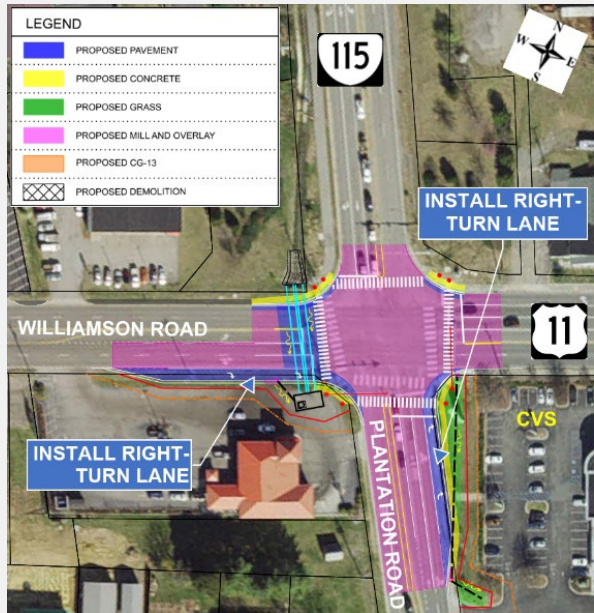 LEGEND
PROPOSED PAVEMENT
PROPOSED CONCRETE
PROPOSED GRASS
PROPOSED MILL AND OVERLAY
PROPOSED CG-13
PROPOSED DEMOLITION
115
N
W
E
S
INSTALL RIGHT-
TURN LANE
WILLIAMSON ROAD
11
CVS
INSTALL RIGHT-
TURN LANE
PLANTATION ROAD